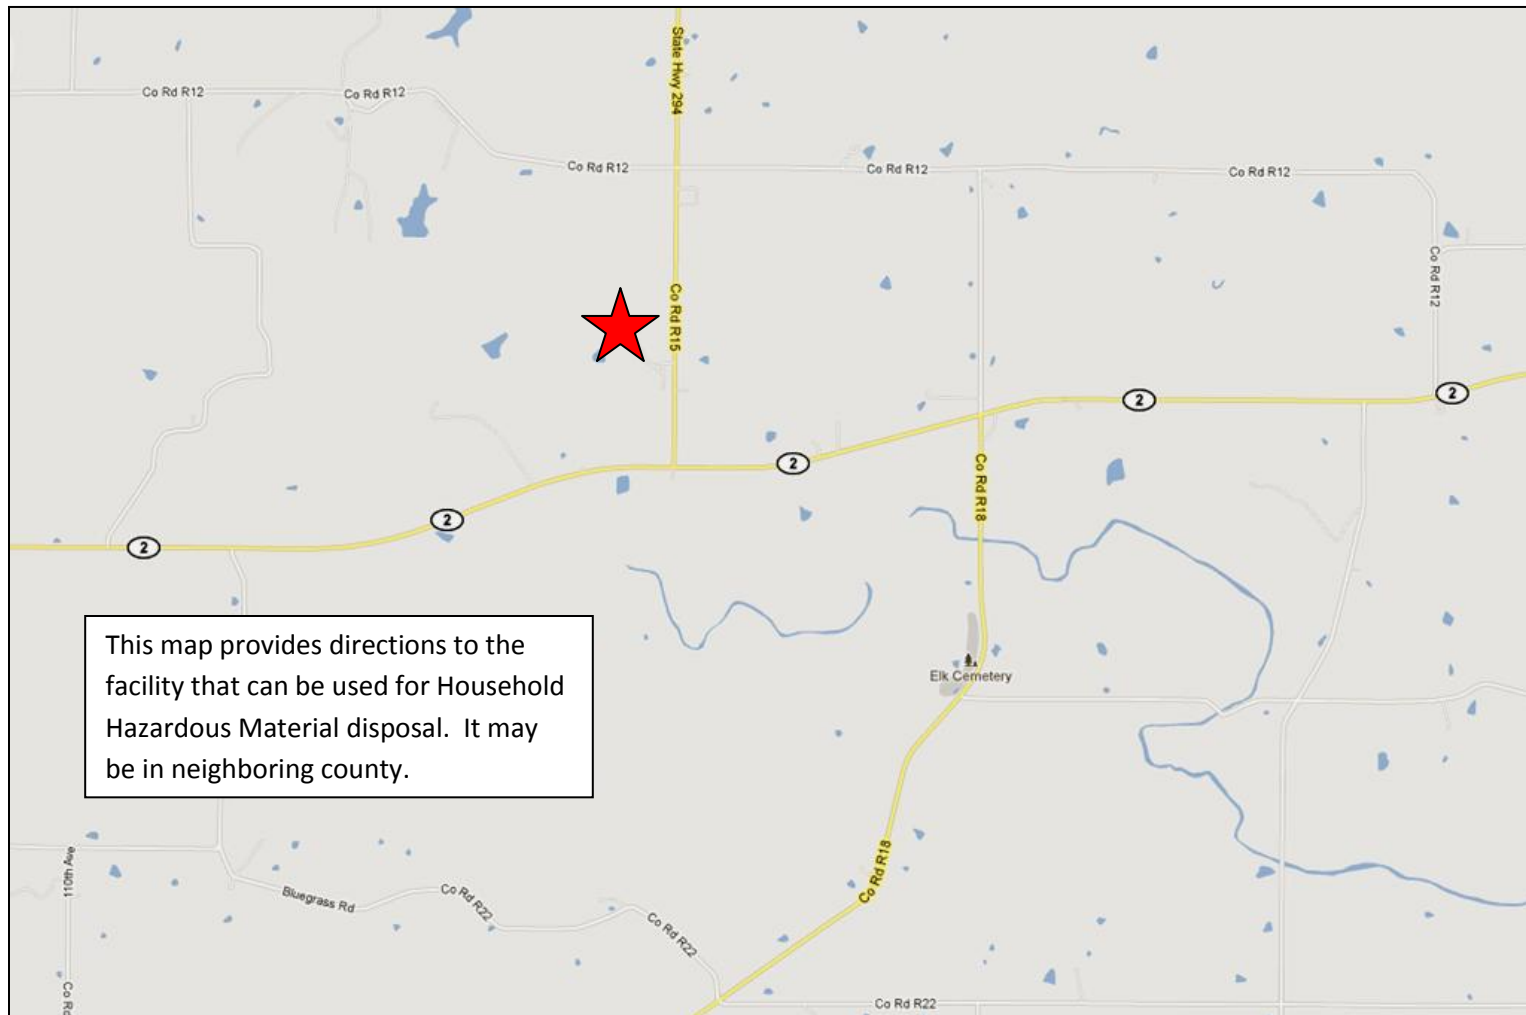 State Hwy 294
Co Rd R12
Co Rd R12
Co Rd R12
Co Rd R12
Co Rd R12
Co Rd R12
Co Rd R15
2
2
2
2
2
Co Rd R18
Elk Cemetery
This map provides directions to the
facility that can be used for Household
Hazardous Material disposal.  It may
be in neighboring county.
110th Ave
Bluegrass Rd
Co Rd R22
Co Rd R22
Co Rd R18
Co Rd R22
Co Rd